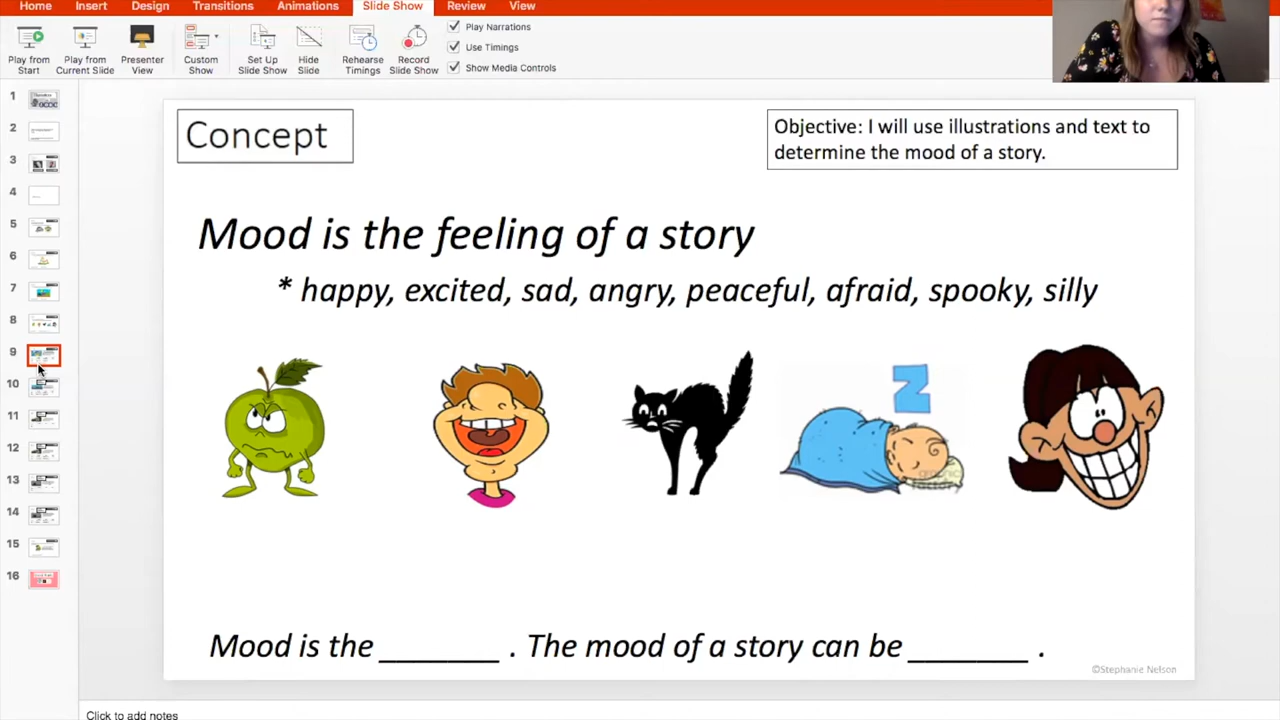 Home Insert Design Transitions Animations Slide Show Review View
Play from Start
Play from Current Slide
Presenter View
Custom Show
Set Up Slide Show
Hide Slide
Rehearse Timings
Record Slide Show
Play Narrations
Use Timings
Show Media Controls
1
2
3
4
5
6
7
8
9
10
11
12
13
14
15
16
Concept
Objective: I will use illustrations and text to
determine the mood of a story.
Mood is the feeling of a story
* happy, excited, sad, angry, peaceful, afraid, spooky, silly
Z
Mood is the _______ . The mood of a story can be _______ .
©Stephanie Nelson
Click to add notes